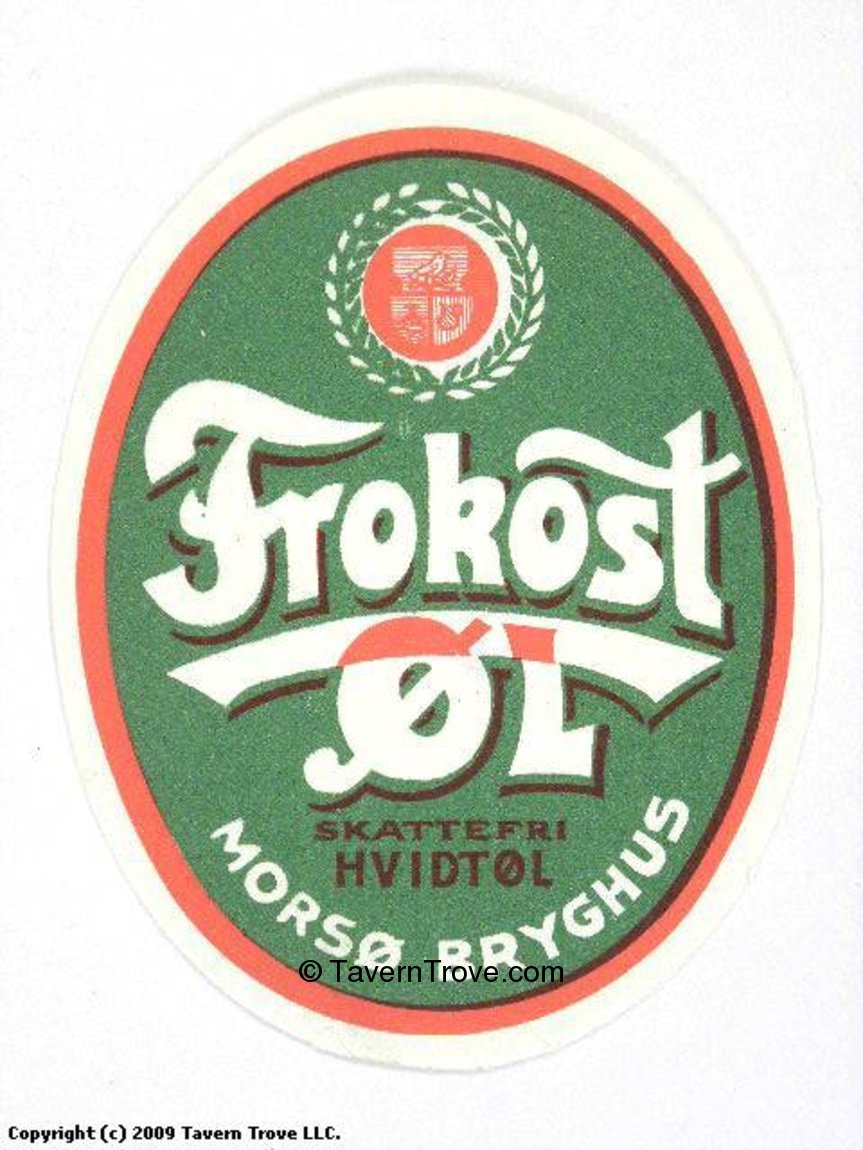 Frokost
ØL
SKATTEFRI
HVIDTØL
MORSØ BRYGHUS
© TavernTrove.com
Copyright (c) 2009 Tavern Trove LLC.